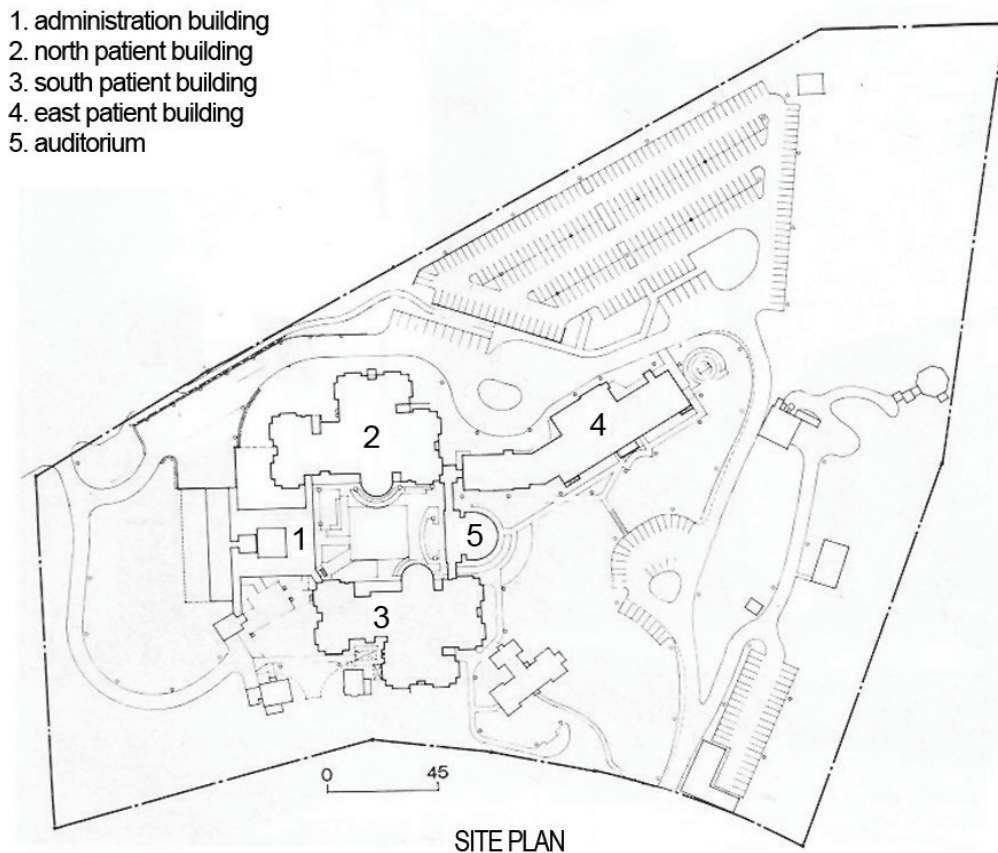 1. administration building
2. north patient building
3. south patient building
4. east patient building
5. auditorium
2
4
1
5
3
0 45
SITE PLAN